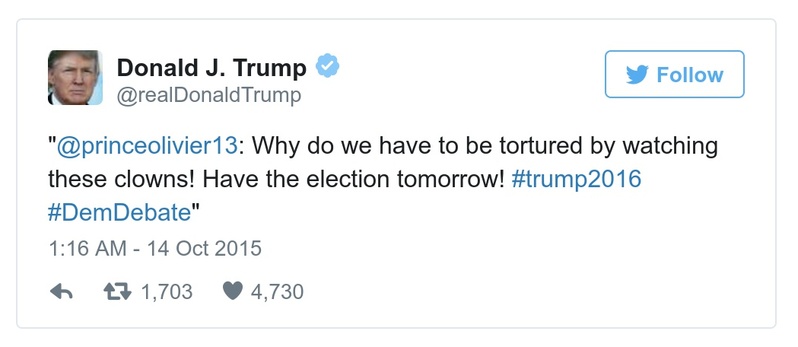 Donald J. Trump
@realDonaldTrump
Follow
"@princeolivier13: Why do we have to be tortured by watching
these clowns! Have the election tomorrow! #trump2016
#DemDebate"
1:16 AM - 14 Oct 2015
1,703 4,730